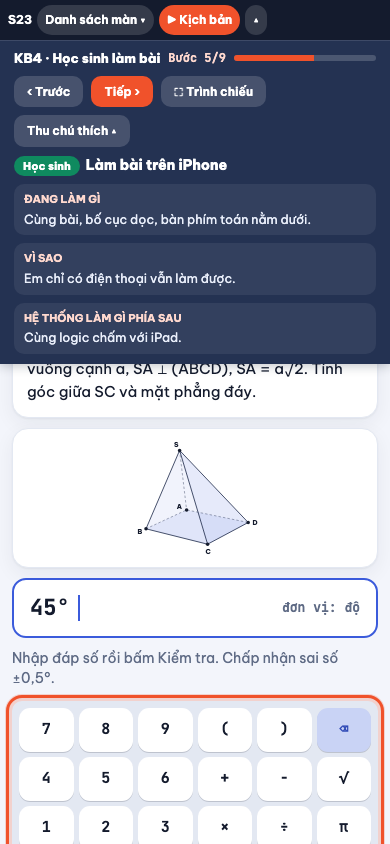 S23 Danh sách màn ▾ ▶ Kịch bản ▴
KB4 · Học sinh làm bài Bước 5/9
‹ Trước Tiếp › ⛶ Trình chiếu
Thu chú thích ▴
Học sinh Làm bài trên iPhone
ĐANG LÀM GÌ
Cùng bài, bố cục dọc, bàn phím toán nằm dưới.
VÌ SAO
Em chỉ có điện thoại vẫn làm được.
HỆ THỐNG LÀM GÌ PHÍA SAU
Cùng logic chấm với iPad.
vuông cạnh a, SA ⊥ (ABCD), SA = a√2. Tính
góc giữa SC và mặt phẳng đáy.
S
A
D
B
C
45° đơn vị: độ
Nhập đáp số rồi bấm Kiểm tra. Chấp nhận sai số
±0,5°.
7 8 9 ( ) ⌫
4 5 6 + - √
1 2 3 × ÷ π